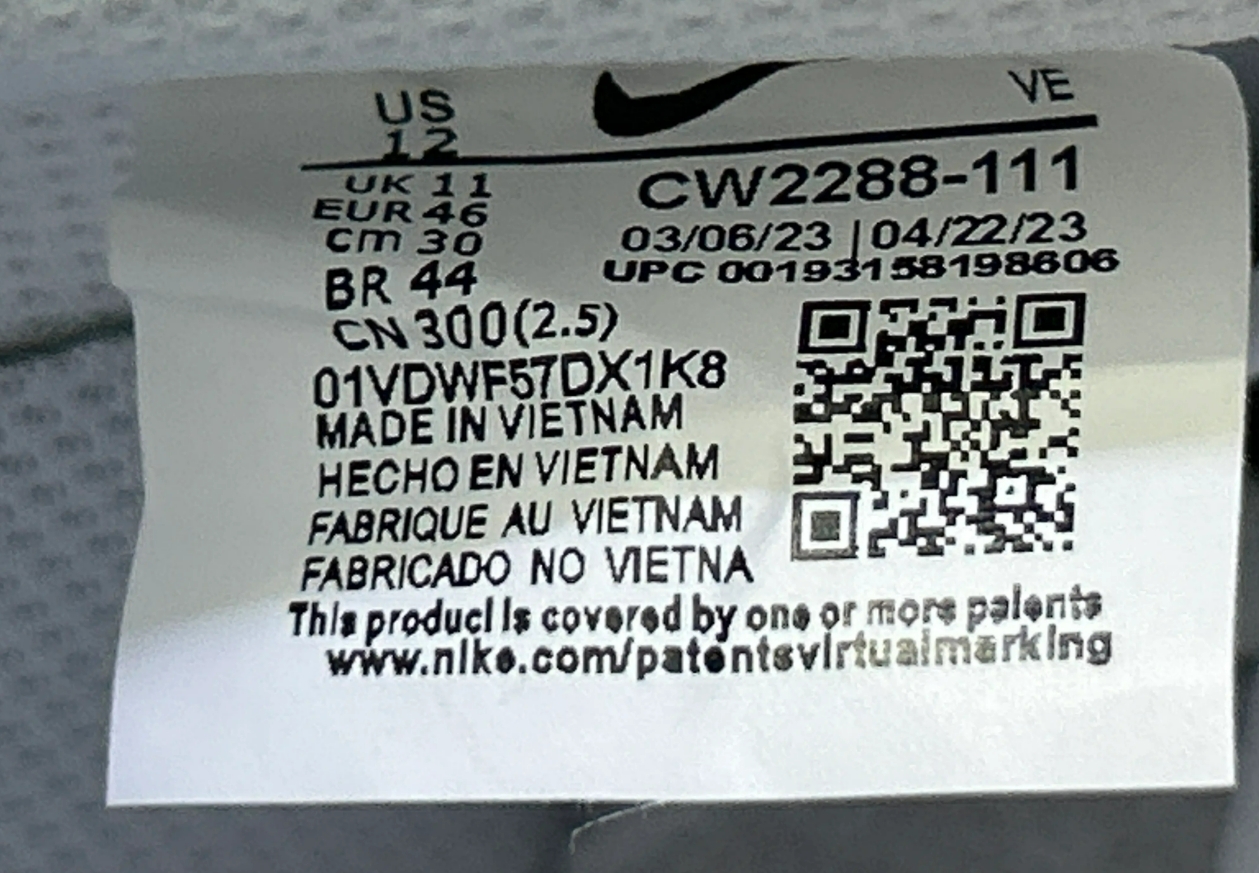 US
12
VE
UK 11
EUR 46
cm 30
BR 44
CN 300(2.5)
CW2288-111
03/06/23 | 04/22/23
UPC 00193158198606
01VDWF57DX1K8
MADE IN VIETNAM
HECHO EN VIETNAM
FABRIQUE AU VIETNAM
FABRICADO NO VIETNA
This product is covered by one or more patents
www.nike.com/patentsvirtualmarking